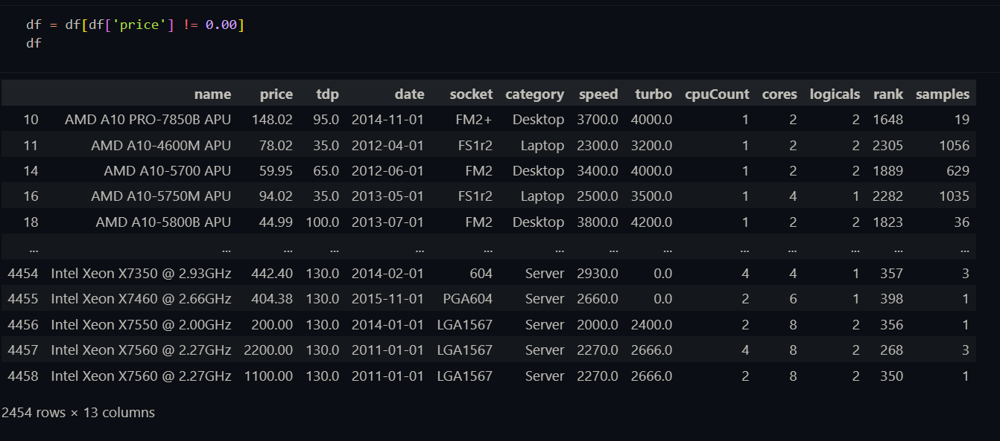 df = df[df['price'] != 0.00]
df
name price tdp date socket category speed turbo cpuCount cores logicals rank samples
10 AMD A10 PRO-7850B APU 148.02 95.0 2014-11-01 FM2+ Desktop 3700.0 4000.0 1 2 2 1648 19
11 AMD A10-4600M APU 78.02 35.0 2012-04-01 FS1r2 Laptop 2300.0 3200.0 1 2 2 2305 1056
14 AMD A10-5700 APU 59.95 65.0 2012-06-01 FM2 Desktop 3400.0 4000.0 1 2 2 1889 629
16 AMD A10-5750M APU 94.02 35.0 2013-05-01 FS1r2 Laptop 2500.0 3500.0 1 4 1 2282 1035
18 AMD A10-5800B APU 44.99 100.0 2013-07-01 FM2 Desktop 3800.0 4200.0 1 2 2 1823 36
... ... ... ... ... ... ... ... ... ... ... ... ... ...
4454 Intel Xeon X7350 @ 2.93GHz 442.40 130.0 2014-02-01 604 Server 2930.0 0.0 4 4 1 357 3
4455 Intel Xeon X7460 @ 2.66GHz 404.38 130.0 2015-11-01 PGA604 Server 2660.0 0.0 2 6 1 398 1
4456 Intel Xeon X7550 @ 2.00GHz 200.00 130.0 2014-01-01 LGA1567 Server 2000.0 2400.0 2 8 2 356 1
4457 Intel Xeon X7560 @ 2.27GHz 2200.00 130.0 2011-01-01 LGA1567 Server 2270.0 2666.0 4 8 2 268 3
4458 Intel Xeon X7560 @ 2.27GHz 1100.00 130.0 2011-01-01 LGA1567 Server 2270.0 2666.0 2 8 2 350 1
2454 rows × 13 columns